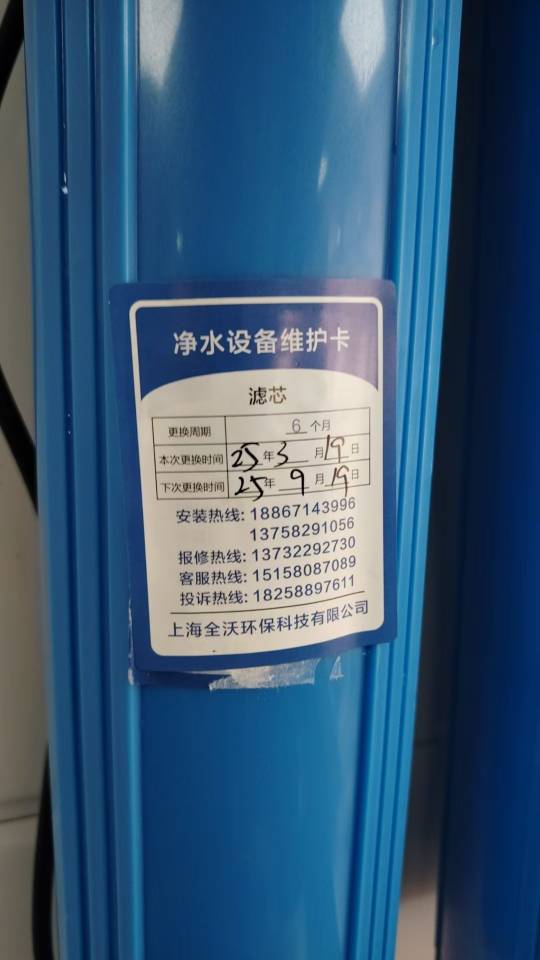 净水设备维护卡
滤芯
更换周期 6 个月
本次更换时间 25 年 3 月 19 日
下次更换时间 25 年 9 月 19 日
安装热线: 18867143996
13758291056
报修热线: 13732292730
客服热线: 15158087089
投诉热线: 18258897611
上海全沃环保科技有限公司